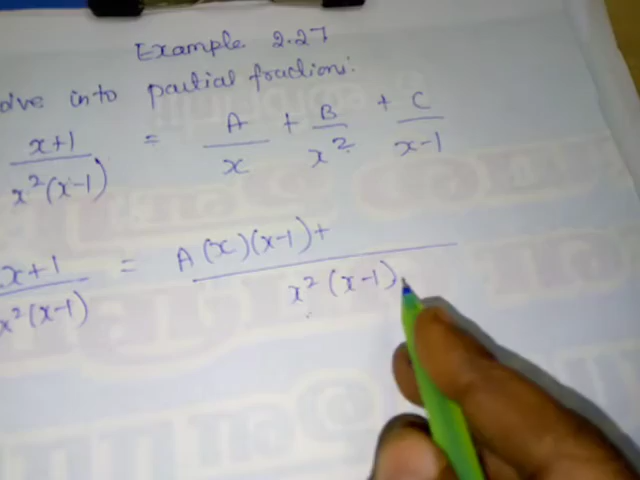 Example 2.27
olve into partial fractions:
x+1 / x²(x-1) = A / x + B / x² + C / x-1
x+1 / x²(x-1) = A(x)(x-1)+ / x²(x-1)